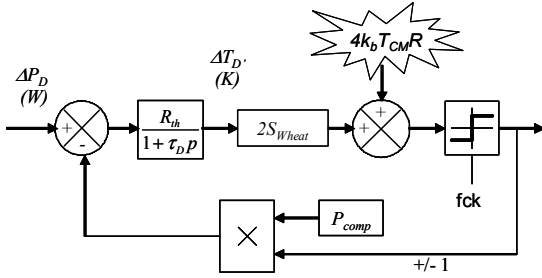 4k_bT_CMR
ΔP_D
(W)
ΔT_D'
(K)
+
-
R_th
1 + τ_D p
2S_Wheat
+
+
fck
×
P_comp
+/- 1